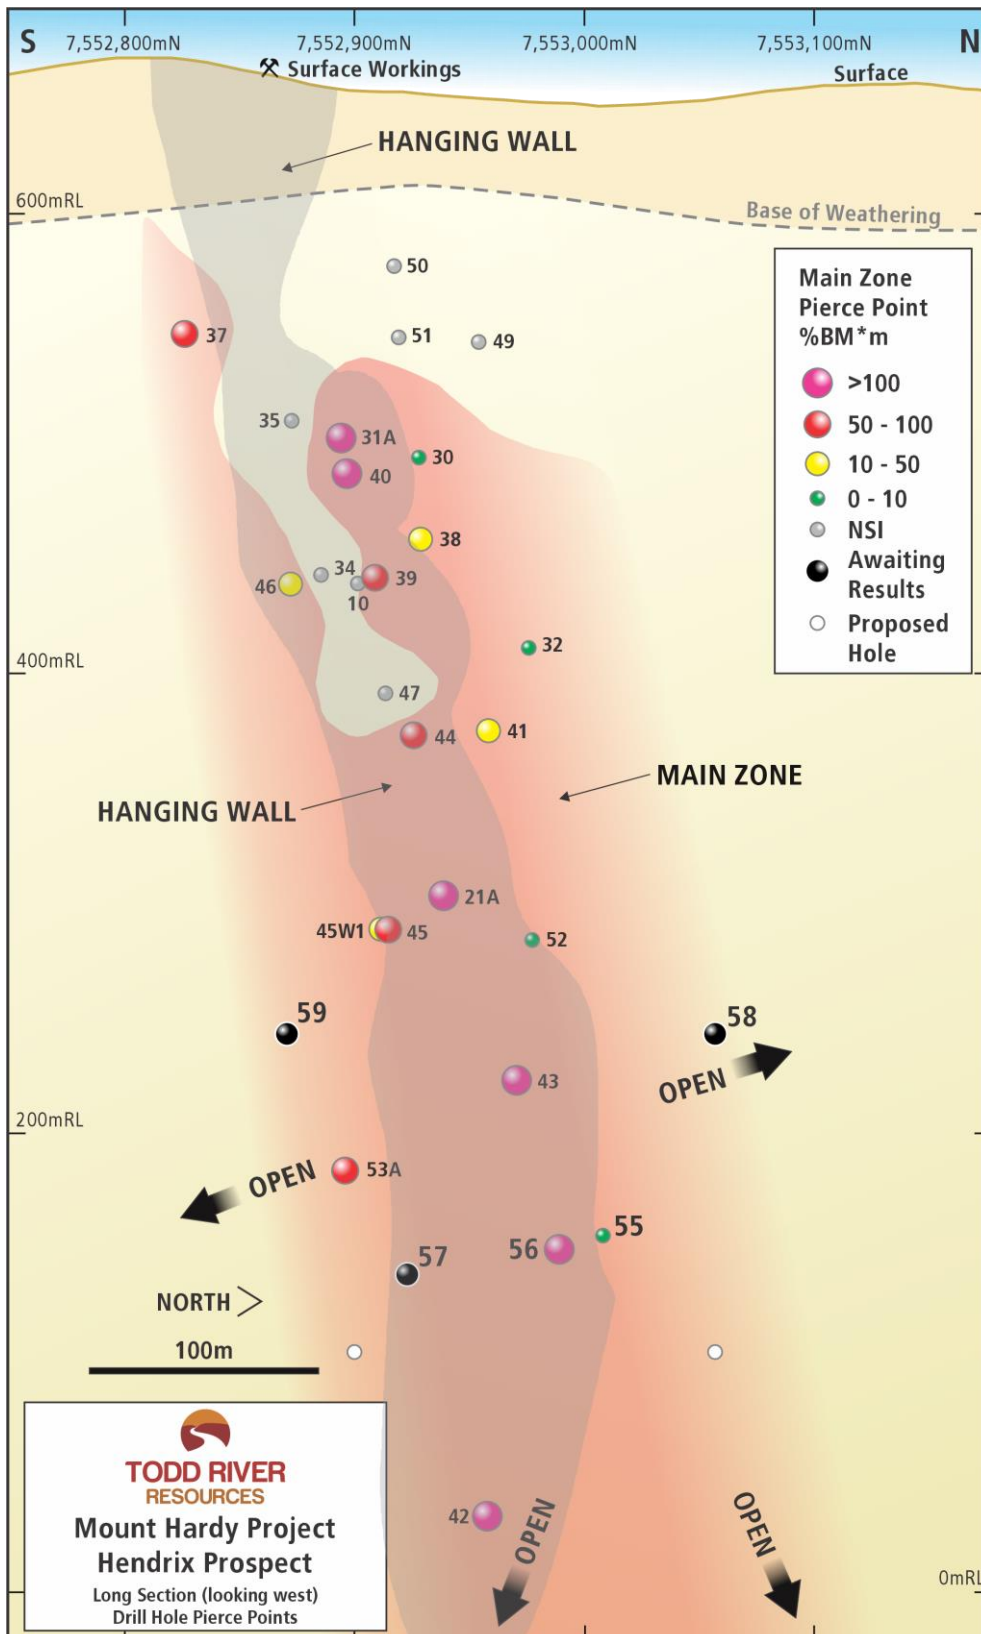 S
7,552,800mN
7,552,900mN
7,553,000mN
7,553,100mN
N
Surface Workings
Surface
HANGING WALL
600mRL
Base of Weathering
Main Zone
Pierce Point
%BM*m
>100
50 - 100
10 - 50
0 - 10
NSI
Awaiting
Results
Proposed
Hole
50
51
49
37
35
31A
30
40
38
34
39
46
10
32
400mRL
47
44
41
MAIN ZONE
HANGING WALL
21A
45W1
45
52
59
58
OPEN
43
200mRL
53A
OPEN
55
56
57
NORTH
100m
TODD RIVER
RESOURCES
Mount Hardy Project
Hendrix Prospect
Long Section (looking west)
Drill Hole Pierce Points
42
OPEN
OPEN
0mRL